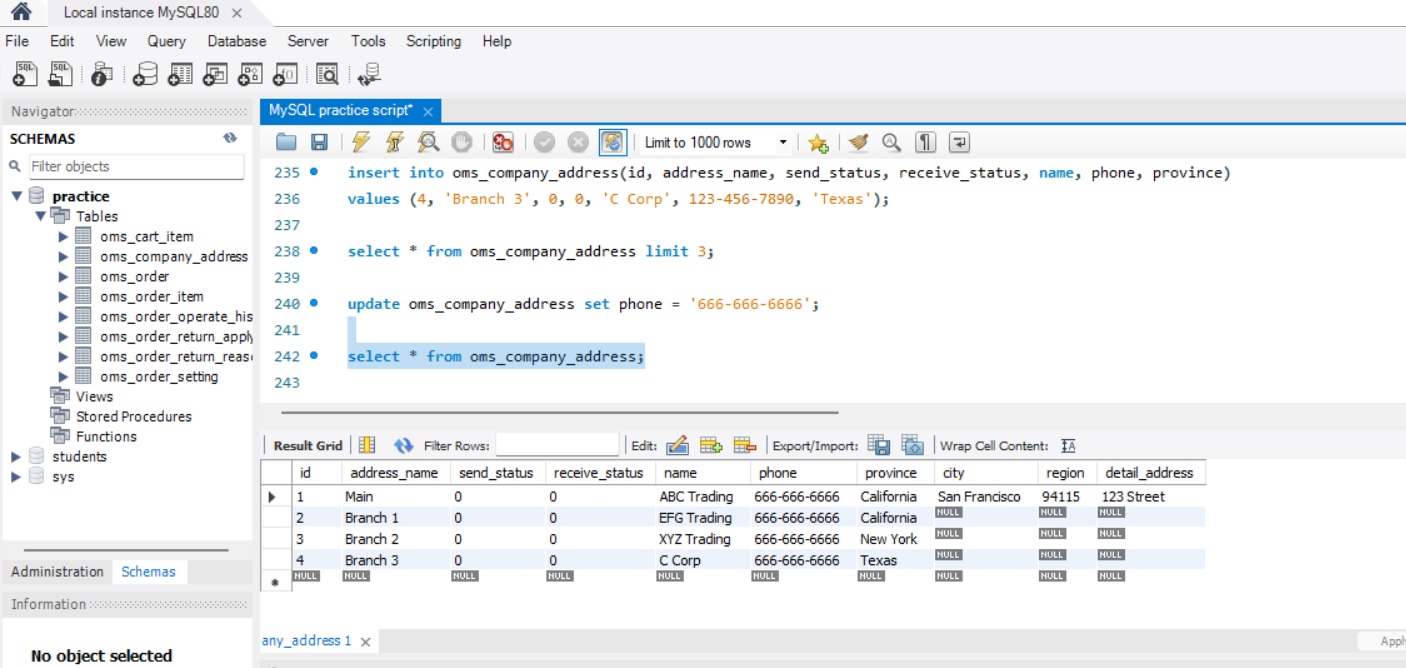 Local instance MySQL80
File Edit View Query Database Server Tools Scripting Help
SQL SQL
Navigator
SCHEMAS
Filter objects
practice
Tables
oms_cart_item
oms_company_address
oms_order
oms_order_item
oms_order_operate_his
oms_order_return_apply
oms_order_return_reas
oms_order_setting
Views
Stored Procedures
Functions
students
sys
Administration Schemas
Information
No object selected
MySQL practice script*
Limit to 1000 rows
235 insert into oms_company_address(id, address_name, send_status, receive_status, name, phone, province)
236 values (4, 'Branch 3', 0, 0, 'C Corp', 123-456-7890, 'Texas');
237
238 select * from oms_company_address limit 3;
239
240 update oms_company_address set phone = '666-666-6666';
241
242 select * from oms_company_address;
243
Result Grid Filter Rows: Edit: Export/Import: Wrap Cell Content:
id address_name send_status receive_status name phone province city region detail_address
1 Main 0 0 ABC Trading 666-666-6666 California San Francisco 94115 123 Street
2 Branch 1 0 0 EFG Trading 666-666-6666 California NULL NULL NULL
3 Branch 2 0 0 XYZ Trading 666-666-6666 New York NULL NULL NULL
4 Branch 3 0 0 C Corp 666-666-6666 Texas NULL NULL NULL
NULL NULL NULL NULL NULL NULL NULL NULL NULL NULL
any_address 1
Apply